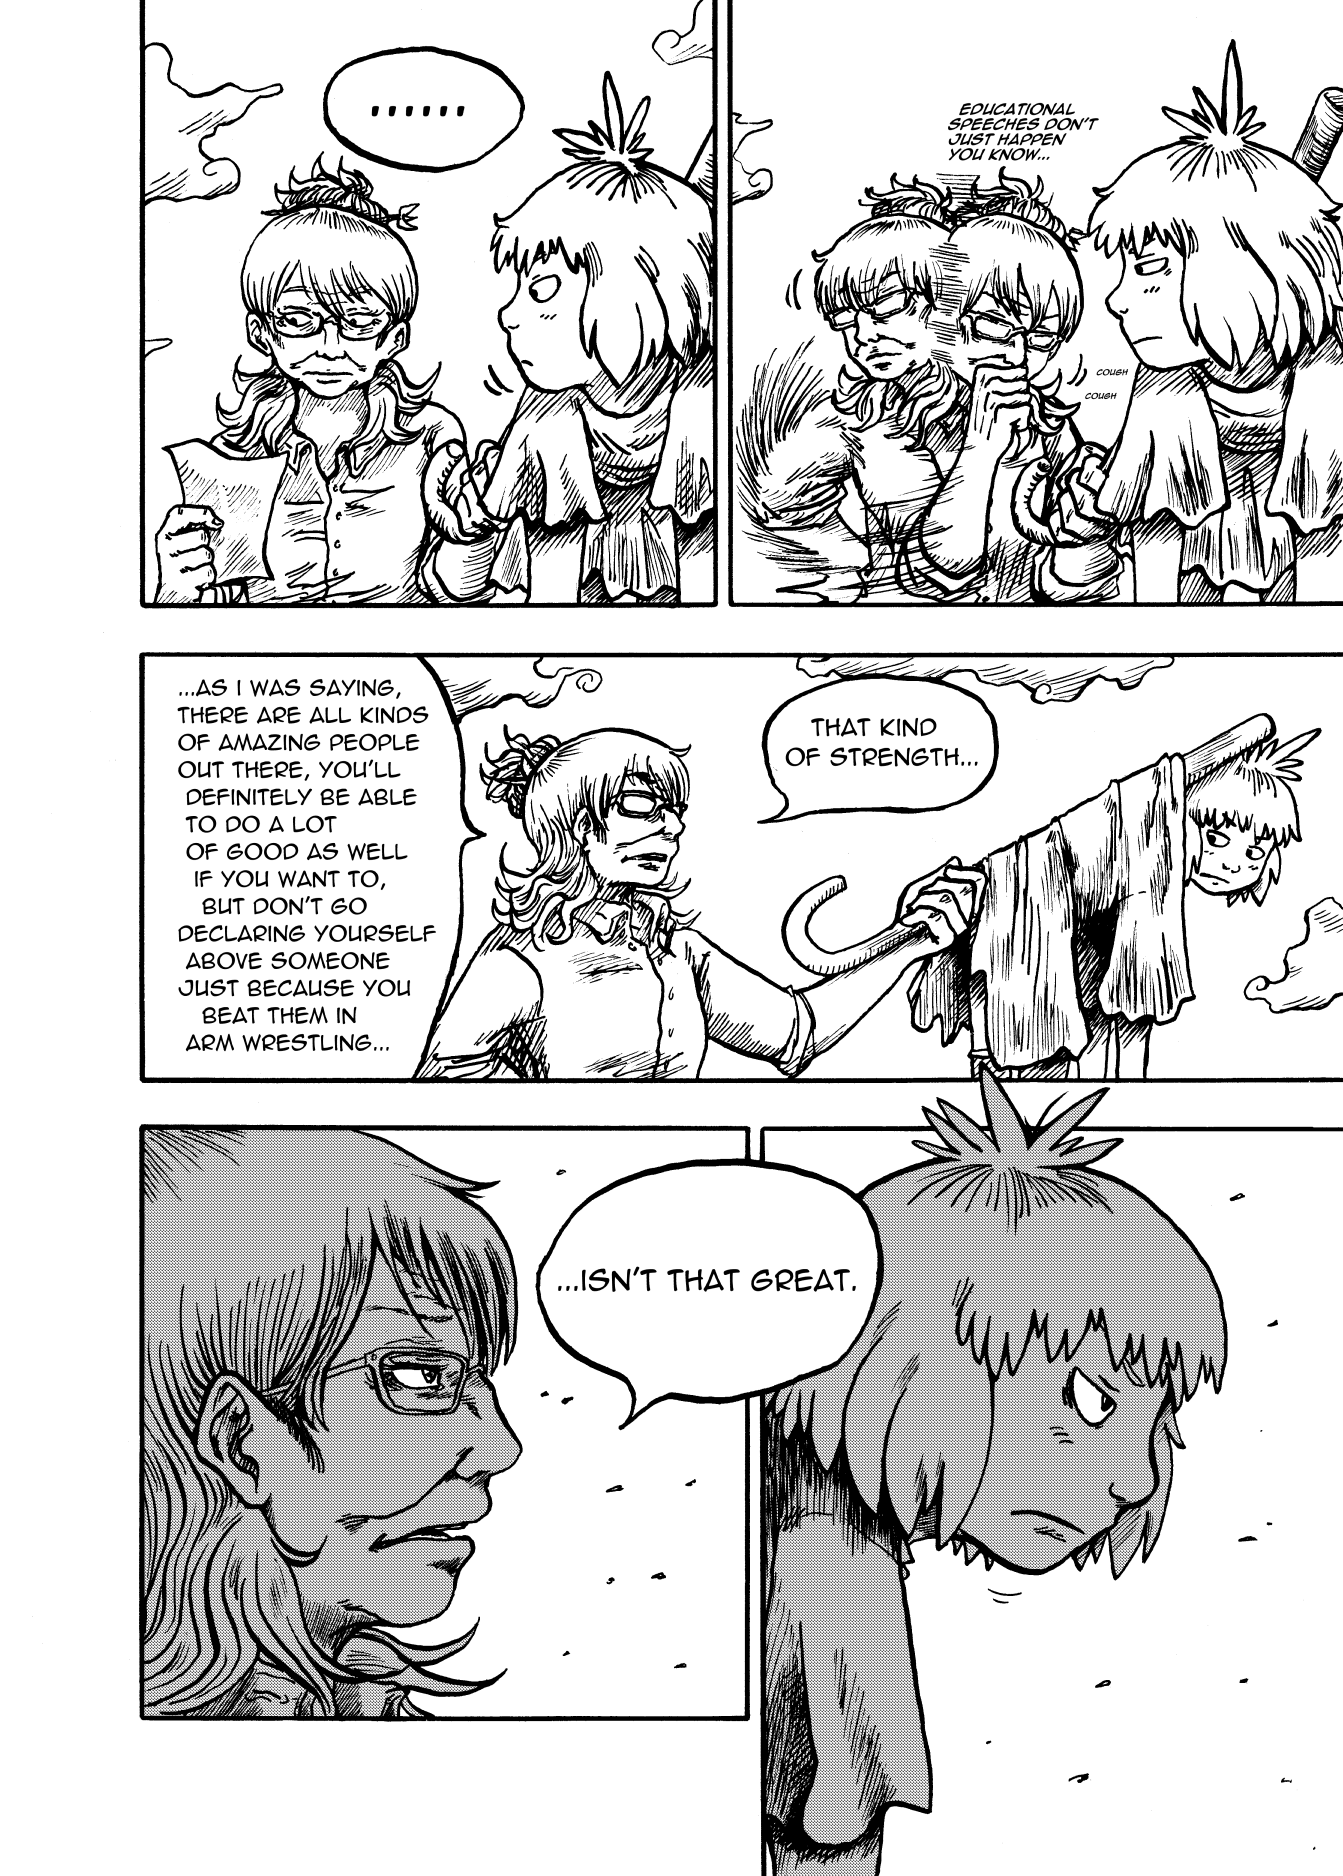 ......
EDUCATIONAL
SPEECHES DON'T
JUST HAPPEN
YOU KNOW...
COUGH
COUGH
...AS I WAS SAYING,
THERE ARE ALL KINDS
OF AMAZING PEOPLE
OUT THERE, YOU'LL
DEFINITELY BE ABLE
TO DO A LOT
OF GOOD AS WELL
IF YOU WANT TO,
BUT DON'T GO
DECLARING YOURSELF
ABOVE SOMEONE
JUST BECAUSE YOU
BEAT THEM IN
ARM WRESTLING...
THAT KIND
OF STRENGTH...
...ISN'T THAT GREAT.